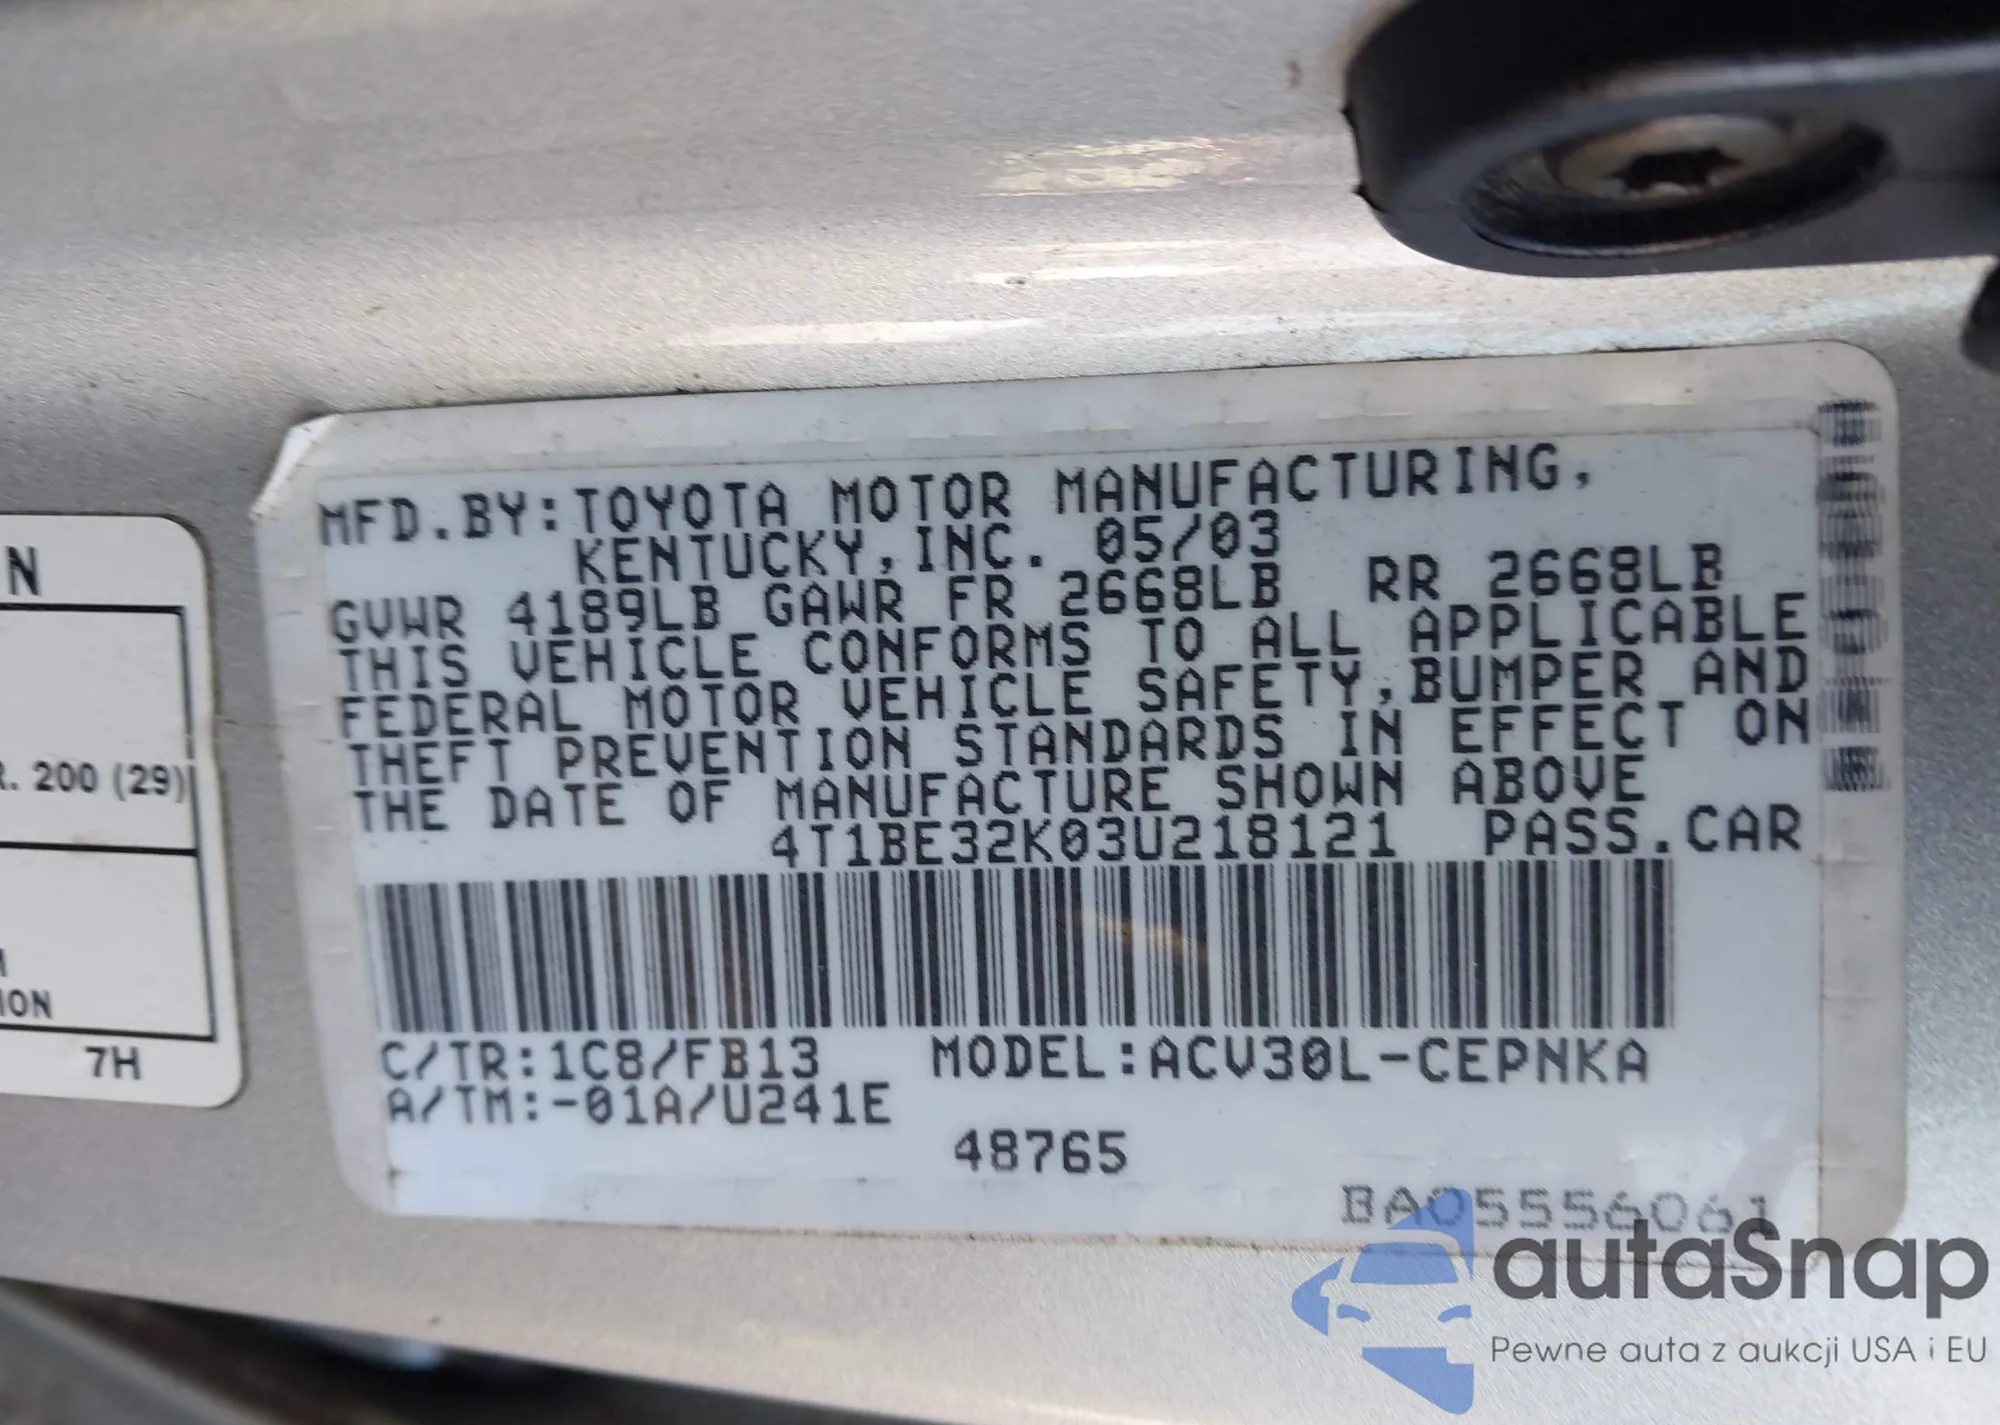 MFD.BY:TOYOTA MOTOR MANUFACTURING,
KENTUCKY,INC. 05/03
GVWR 4189LB GAWR FR 2668LB RR 2668LB
THIS VEHICLE CONFORMS TO ALL APPLICABLE
FEDERAL MOTOR VEHICLE SAFETY,BUMPER AND
THEFT PREVENTION STANDARDS IN EFFECT ON
THE DATE OF MANUFACTURE SHOWN ABOVE
4T1BE32K03U218121 PASS.CAR
C/TR:1C8/FB13 MODEL:ACV30L-CEPNKA
A/TM:-01A/U241E
48765
BA05556061
N
R. 200 (29)
ION
7H
autaSnap
Pewne auta z aukcji USA i EU